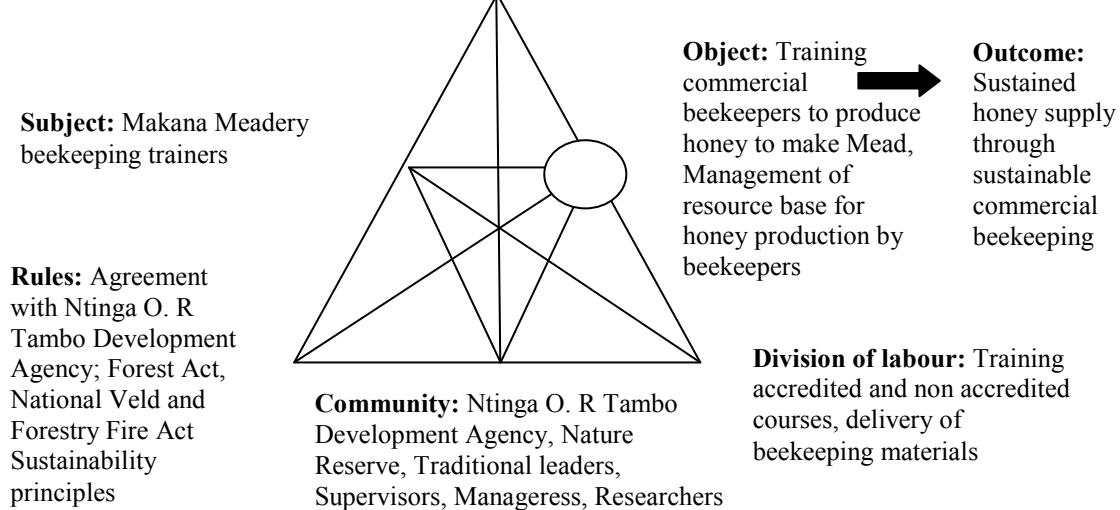 Subject: Makana Meadery
beekeeping trainers
Object: Training
commercial
beekeepers to produce
honey to make Mead,
Management of
resource base for
honey production by
beekeepers
Outcome:
Sustained
honey supply
through
sustainable
commercial
beekeeping
Rules: Agreement
with Ntinga O. R
Tambo Development
Agency; Forest Act,
National Veld and
Forestry Fire Act
Sustainability
principles
Community: Ntinga O. R Tambo
Development Agency, Nature
Reserve, Traditional leaders,
Supervisors, Manageress, Researchers
Division of labour: Training
accredited and non accredited
courses, delivery of
beekeeping materials